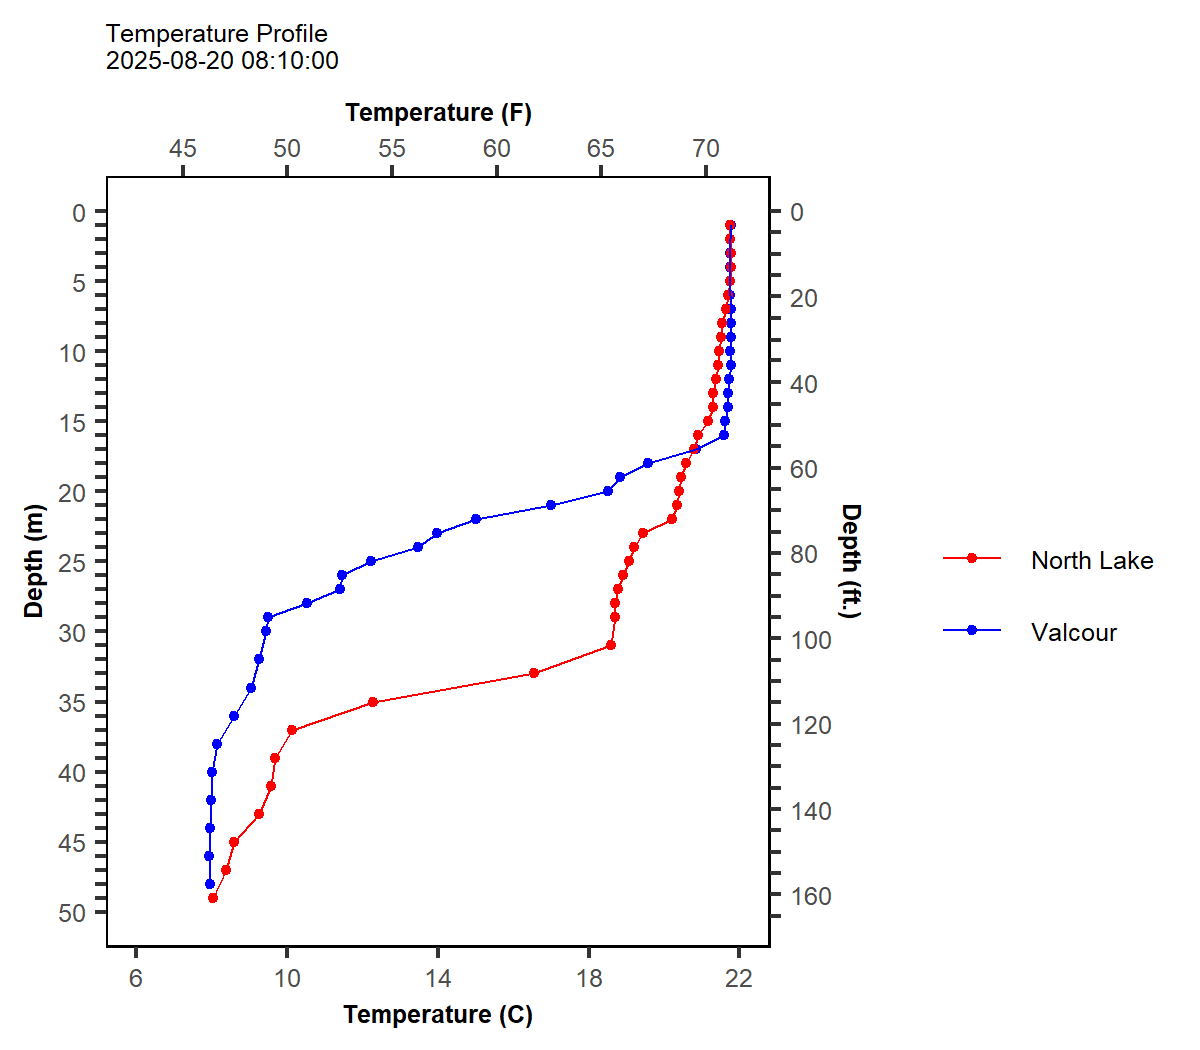 Temperature Profile
2025-08-20 08:10:00
Temperature (F)
45 50 55 60 65 70
0
5
10
15
20
25
30
35
40
45
50
Depth (m)
0
20
40
60
80
100
120
140
160
Depth (ft.)
North Lake
Valcour
6 10 14 18 22
Temperature (C)